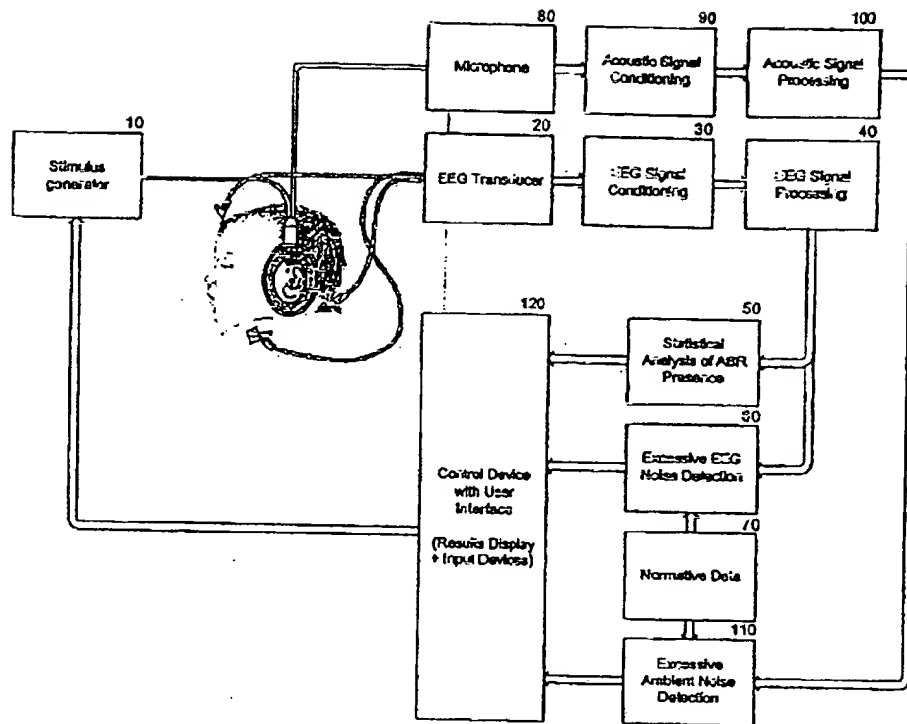 80
90
100
Microphone
Acoustic Signal
Conditioning
Acoustic Signal
Processing
10
20
30
40
Stimulus
generator
EEG Transducer
EEG Signal
Conditioning
EEG Signal
Processing
120
50
Statistical
Analysis of ABR
Presence
60
Excessive EEG
Noise Detection
Control Device
with User
Interface
(Results Display
+ Input Devices)
70
Normative Data
110
Excessive
Ambient Noise
Detection